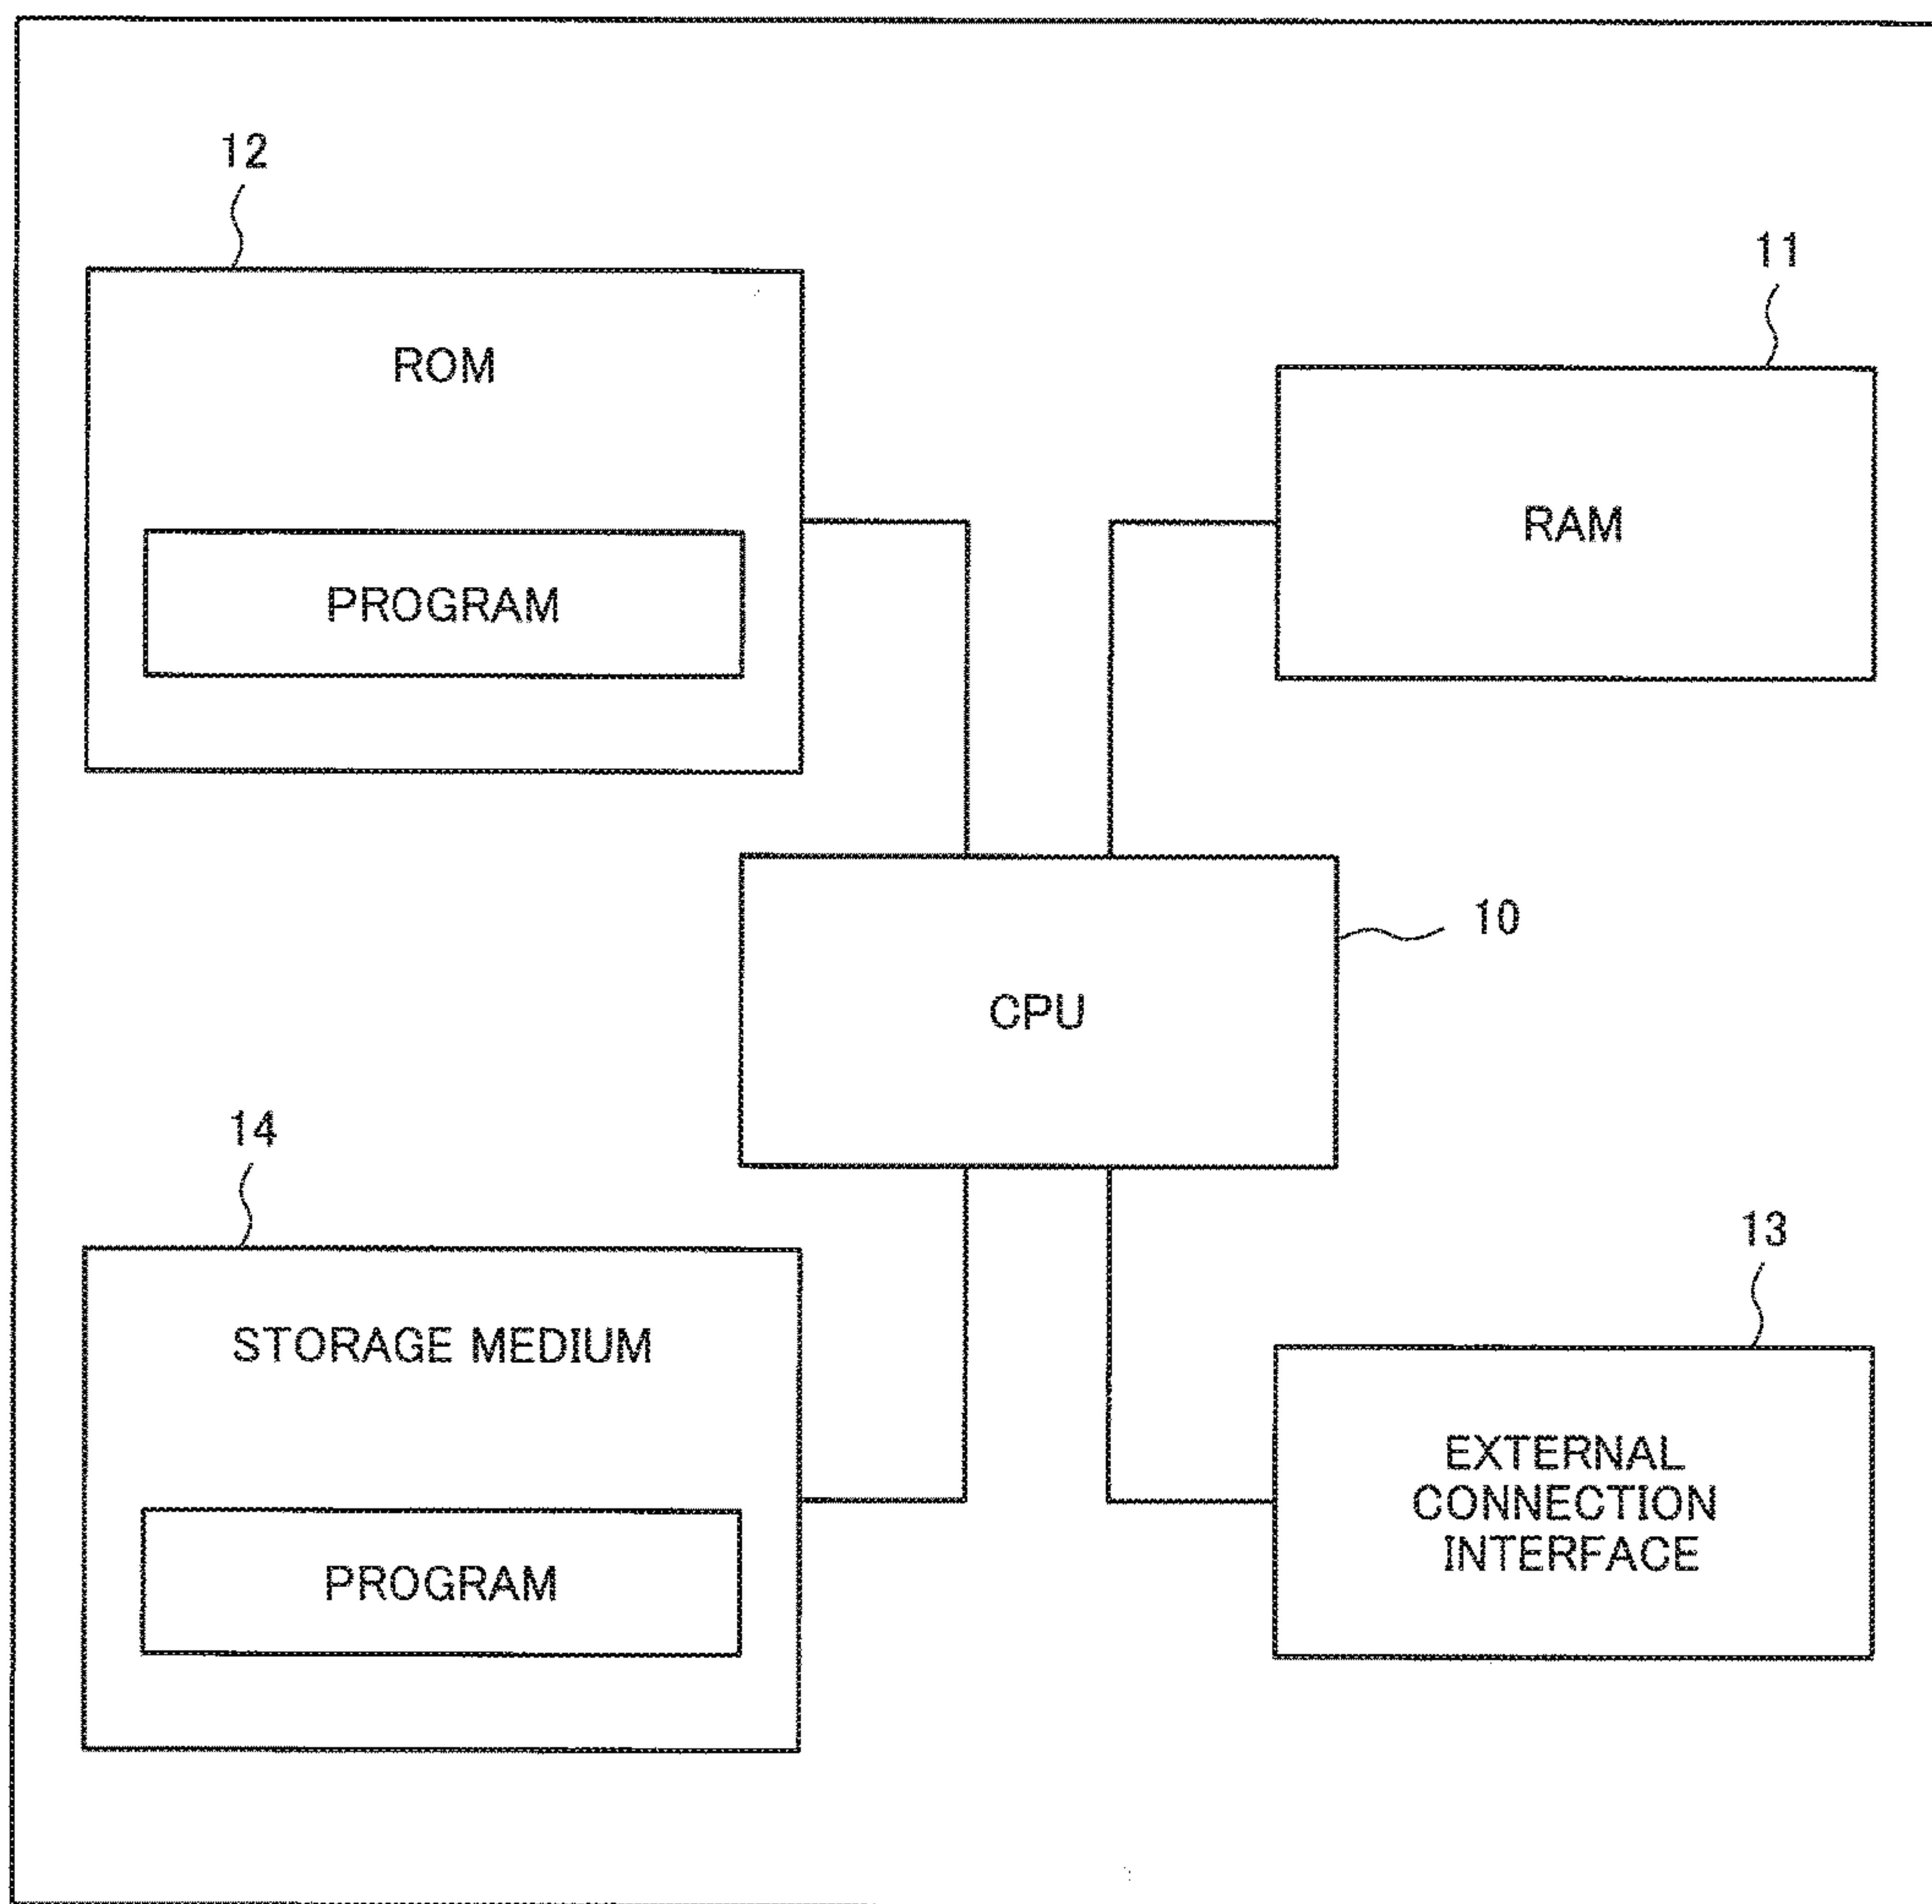 12
ROM
PROGRAM
11
RAM
10
CPU
14
STORAGE MEDIUM
PROGRAM
13
EXTERNAL
CONNECTION
INTERFACE